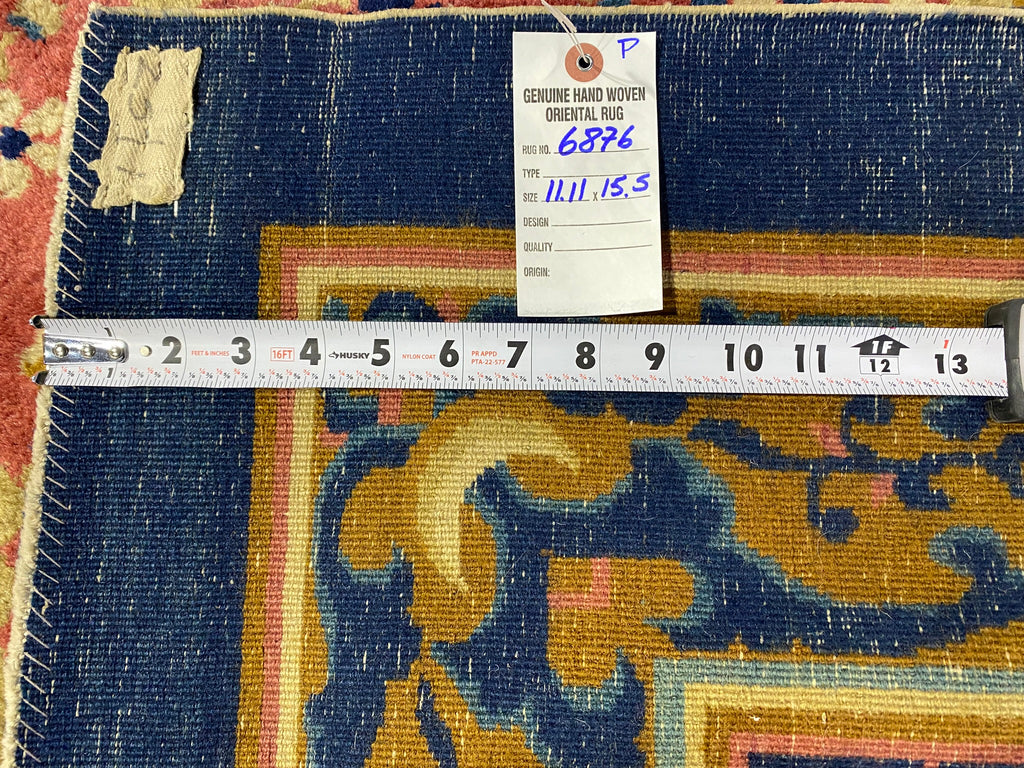 P
GENUINE HAND WOVEN
ORIENTAL RUG
RUG NO. 6876
TYPE
SIZE 11.11 X 15.5
DESIGN
QUALITY
ORIGIN:
1 2 FEET & INCHES 3 16FT 4 HUSKY 5 NYLON COAT 6 PR APPD PTA-22-577 7 8 9 10 11 1F 12 1 13